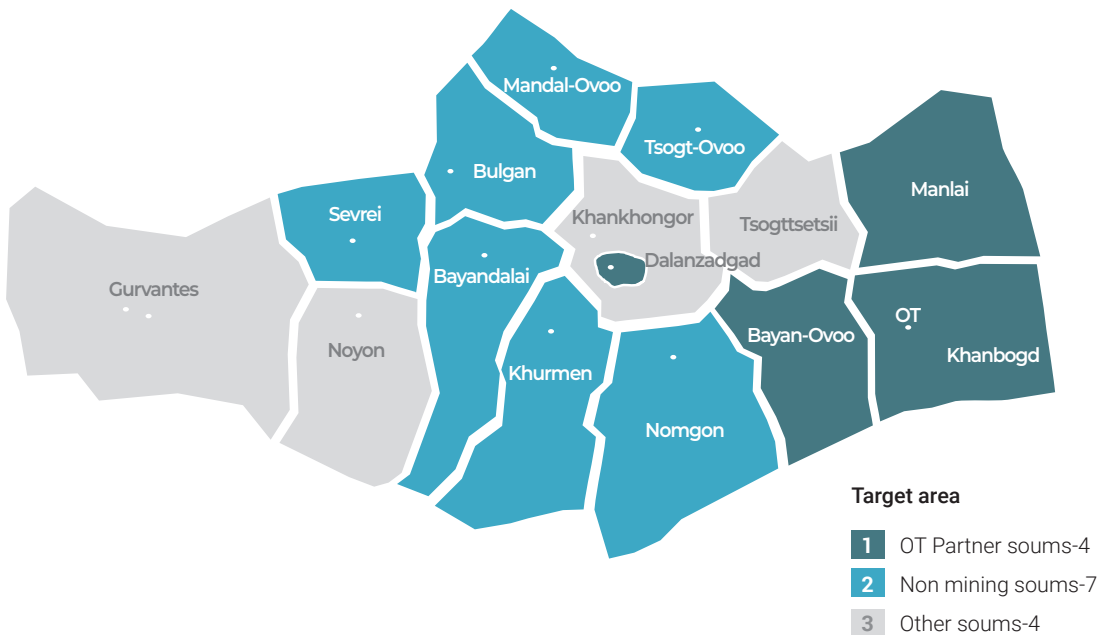 Mandal-Ovoo
Tsogt-Ovoo
Bulgan
Manlai
Sevrei
Khankhongor
Tsogttsetsii
Dalanzadgad
Bayandalai
Gurvantes
OT
Bayan-Ovoo
Noyon
Khanbogd
Khurmen
Nomgon
Target area
1 OT Partner soums-4
2 Non mining soums-7
3 Other soums-4